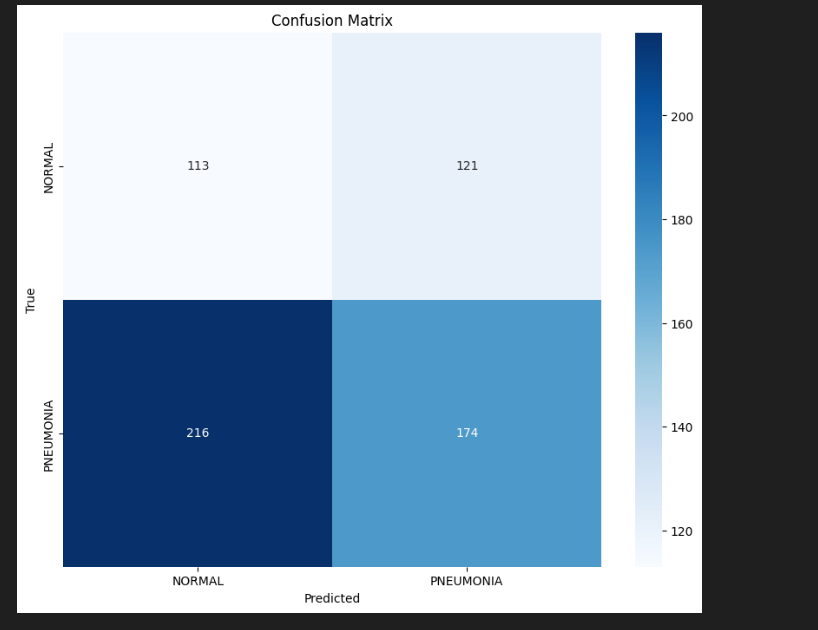 Confusion Matrix
NORMAL
113
121
200
180
True
160
PNEUMONIA
216
174
140
120
NORMAL
PNEUMONIA
Predicted